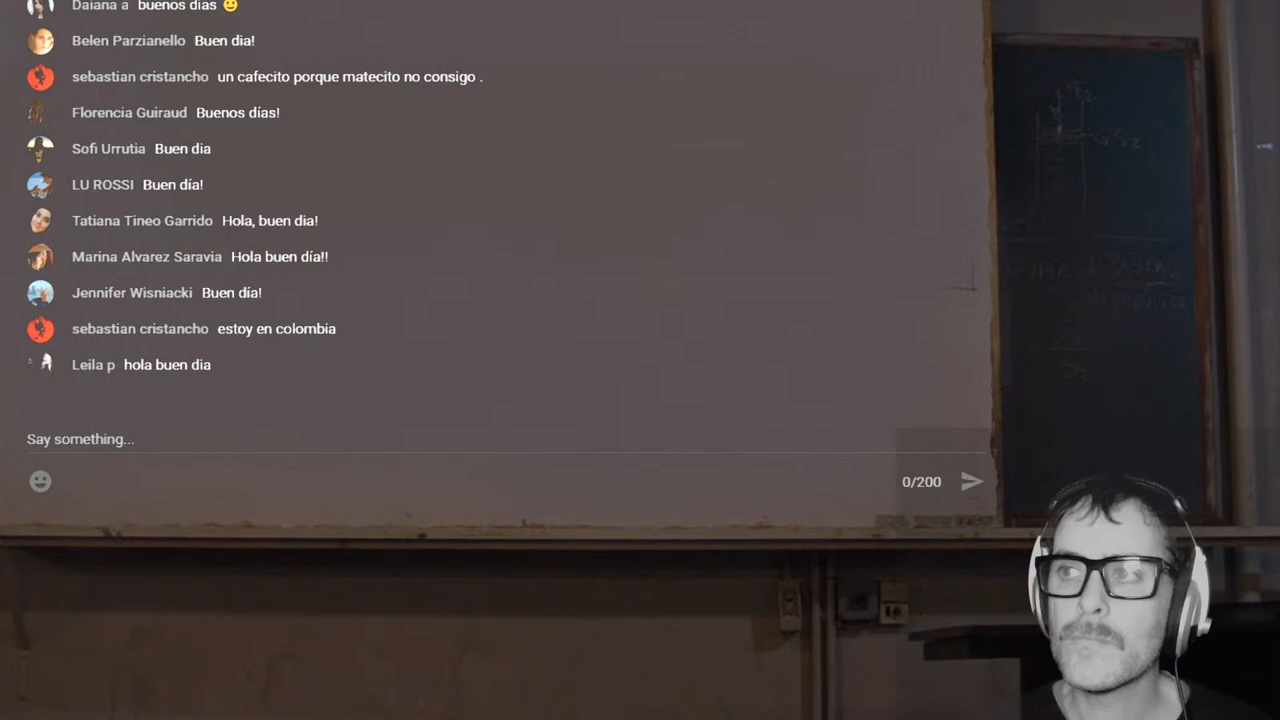 Daiana a buenos dias 🙂
Belen Parzianello Buen dia!
sebastian cristancho un cafecito porque matecito no consigo .
Florencia Guiraud Buenos días!
Sofi Urrutia Buen dia
LU ROSSI Buen día!
Tatiana Tineo Garrido Hola, buen dia!
Marina Alvarez Saravia Hola buen día!!
Jennifer Wisniacki Buen día!
sebastian cristancho estoy en colombia
Leila p hola buen dia
Say something...
0/200